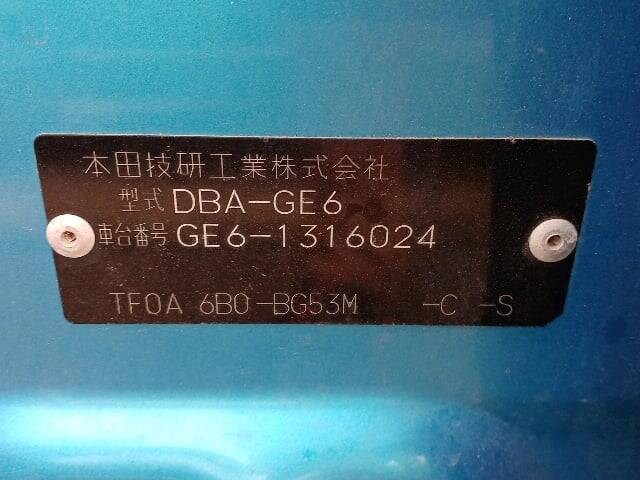 本田技研工業株式会社
型式 DBA-GE6
車台番号 GE6-1316024
TF0A 6B0-BG53M -C -S